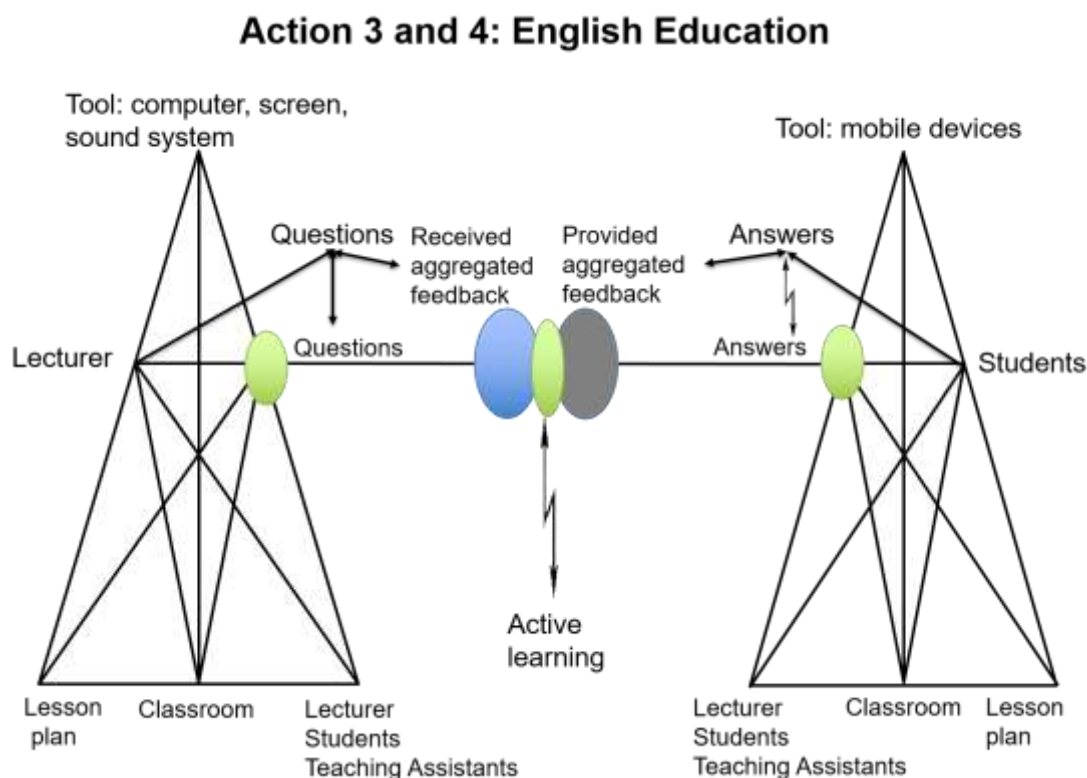 Action 3 and 4: English Education
Tool: computer, screen,
sound system
Tool: mobile devices
Questions
Received
aggregated
feedback
Provided
aggregated
feedback
Answers
Lecturer
Questions
Answers
Students
Active
learning
Lesson
plan
Classroom
Lecturer
Students
Teaching Assistants
Lecturer
Students
Teaching Assistants
Classroom
Lesson
plan